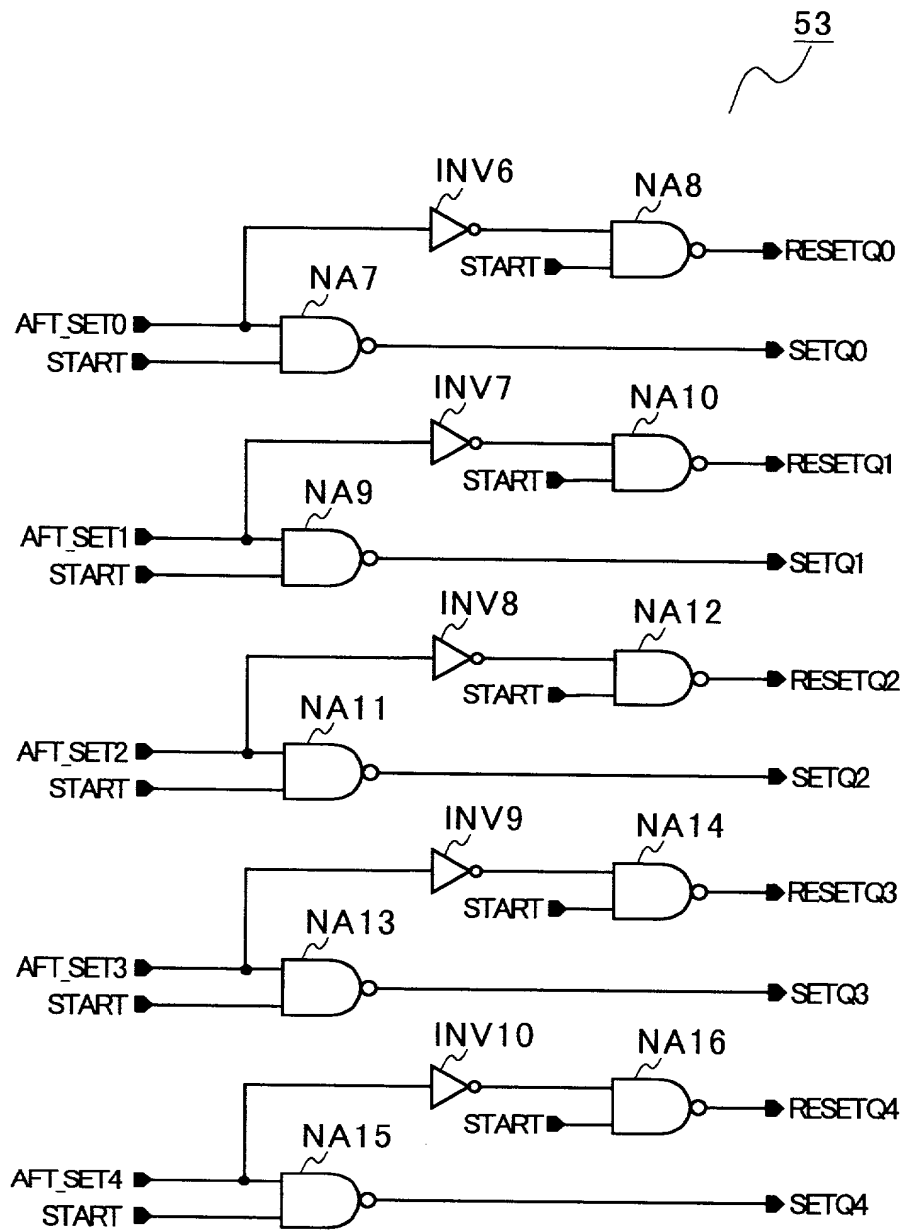 53
INV6
NA8
START
RESETQ0
NA7
AFT_SET0
START
SETQ0
INV7
NA10
START
RESETQ1
NA9
AFT_SET1
START
SETQ1
INV8
NA12
START
RESETQ2
NA11
AFT_SET2
START
SETQ2
INV9
NA14
START
RESETQ3
NA13
AFT_SET3
START
SETQ3
INV10
NA16
START
RESETQ4
NA15
AFT_SET4
START
SETQ4